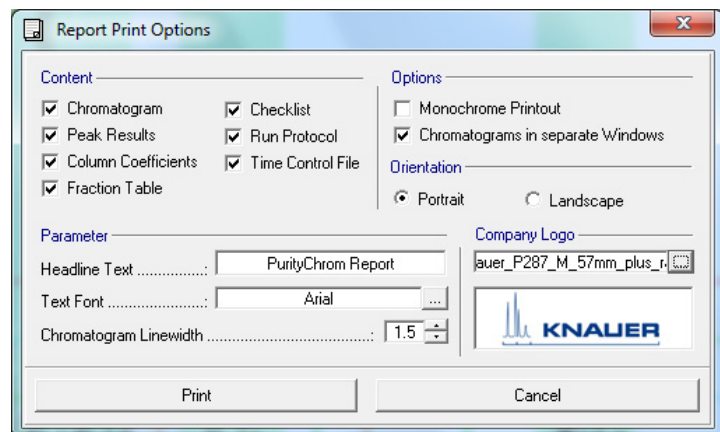 Report Print Options
Content
Chromatogram
Peak Results
Column Coefficients
Fraction Table
Checklist
Run Protocol
Time Control File
Options
Monochrome Printout
Chromatograms in separate Windows
Orientation
Portrait
Landscape
Parameter
Headline Text ...............: PurityChrom Report
Text Font ......................: Arial
...
Chromatogram Linewidth ........................................: 1.5
Company Logo
auer_P287_M_57mm_plus_r
KNAUER
Print
Cancel